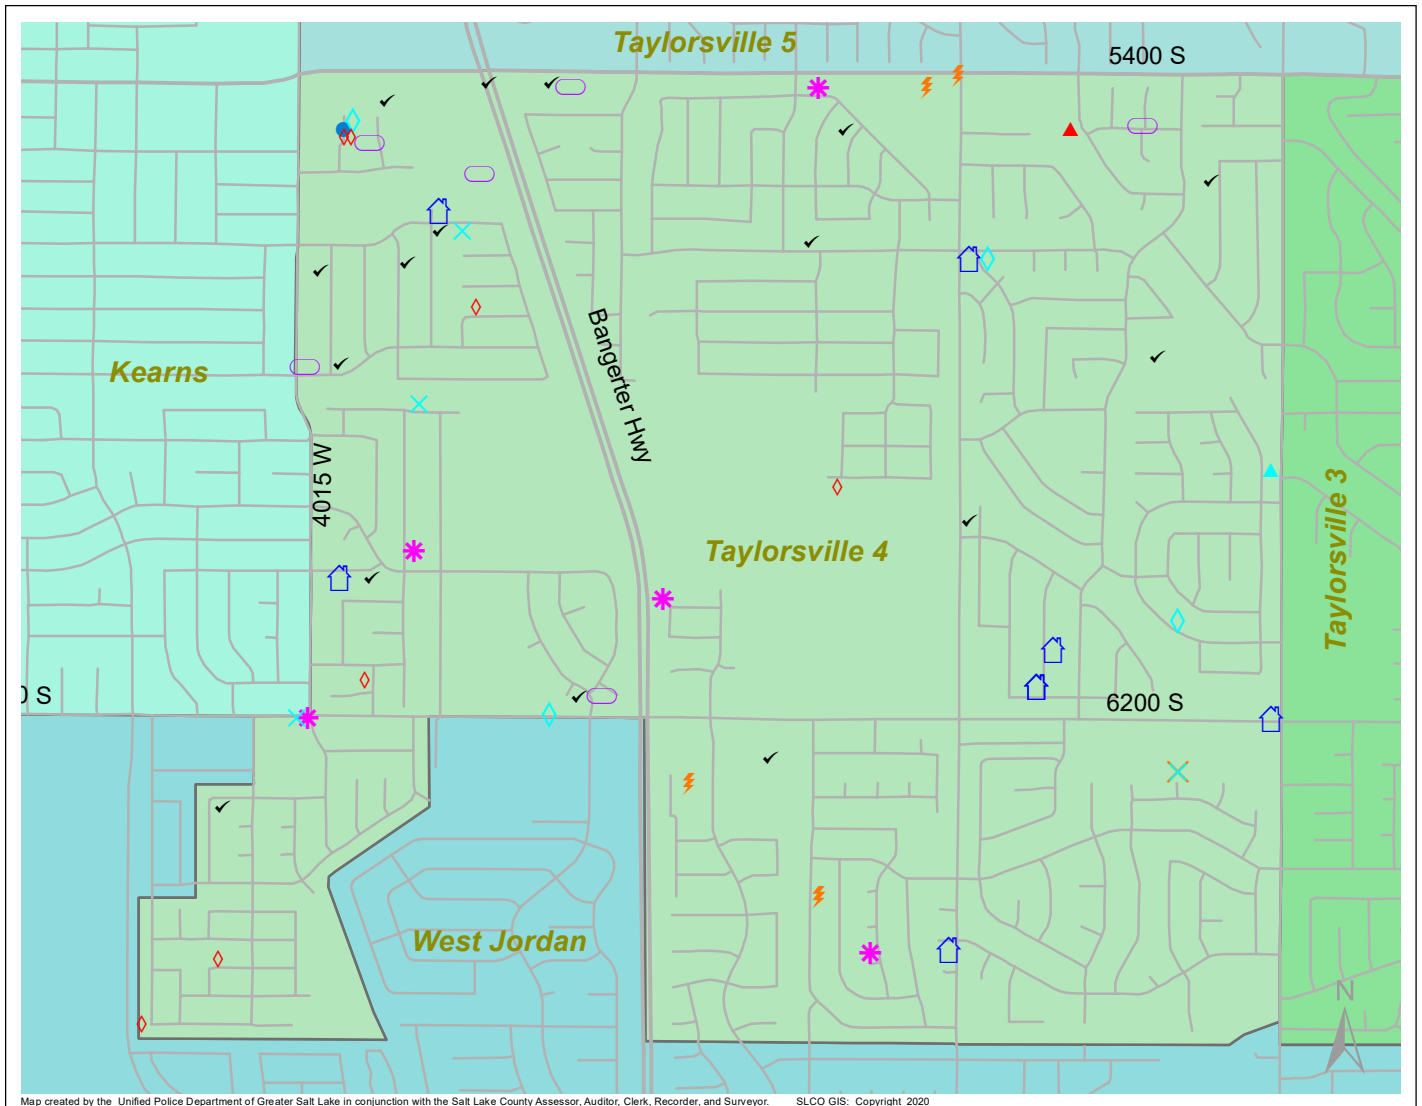 Taylorsville 5
5400 S
Kearns
Bangerter Hwy
4015 W
Taylorsville 4
Taylorsville 3
0 S
6200 S
West Jordan
N
Map created by the Unified Police Department of Greater Salt Lake in conjunction with the Salt Lake County Assessor, Auditor, Clerk, Recorder, and Surveyor. SLCO GIS: Copyright 2020